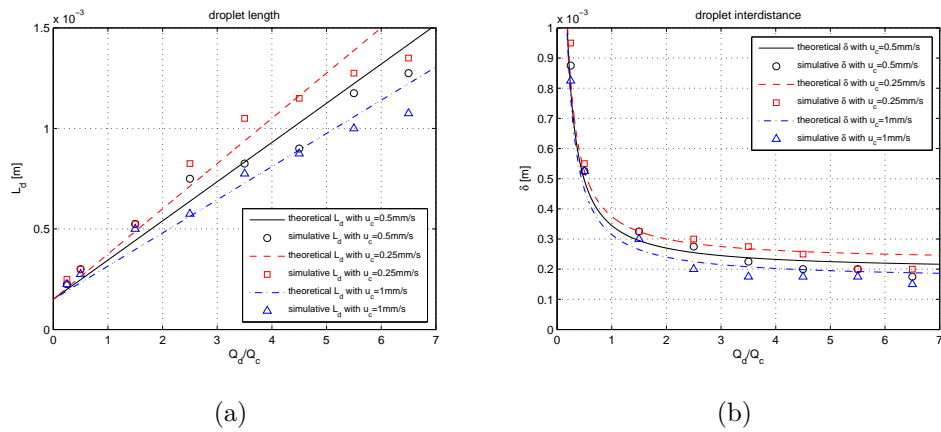 droplet length
x 10⁻³
1.5
1
0.5
0
L_d [m]
0 1 2 3 4 5 6 7
Q_d/Q_c
theoretical L_d with u_c=0.5mm/s
simulative L_d with u_c=0.5mm/s
theoretical L_d with u_c=0.25mm/s
simulative L_d with u_c=0.25mm/s
theoretical L_d with u_c=1mm/s
simulative L_d with u_c=1mm/s
(a)
droplet interdistance
x 10⁻³
1
0.9
0.8
0.7
0.6
0.5
0.4
0.3
0.2
0.1
0
δ [m]
0 1 2 3 4 5 6 7
Q_d/Q_c
theoretical δ with u_c=0.5mm/s
simulative δ with u_c=0.5mm/s
theoretical δ with u_c=0.25mm/s
simulative δ with u_c=0.25mm/s
theoretical δ with u_c=1mm/s
simulative δ with u_c=1mm/s
(b)